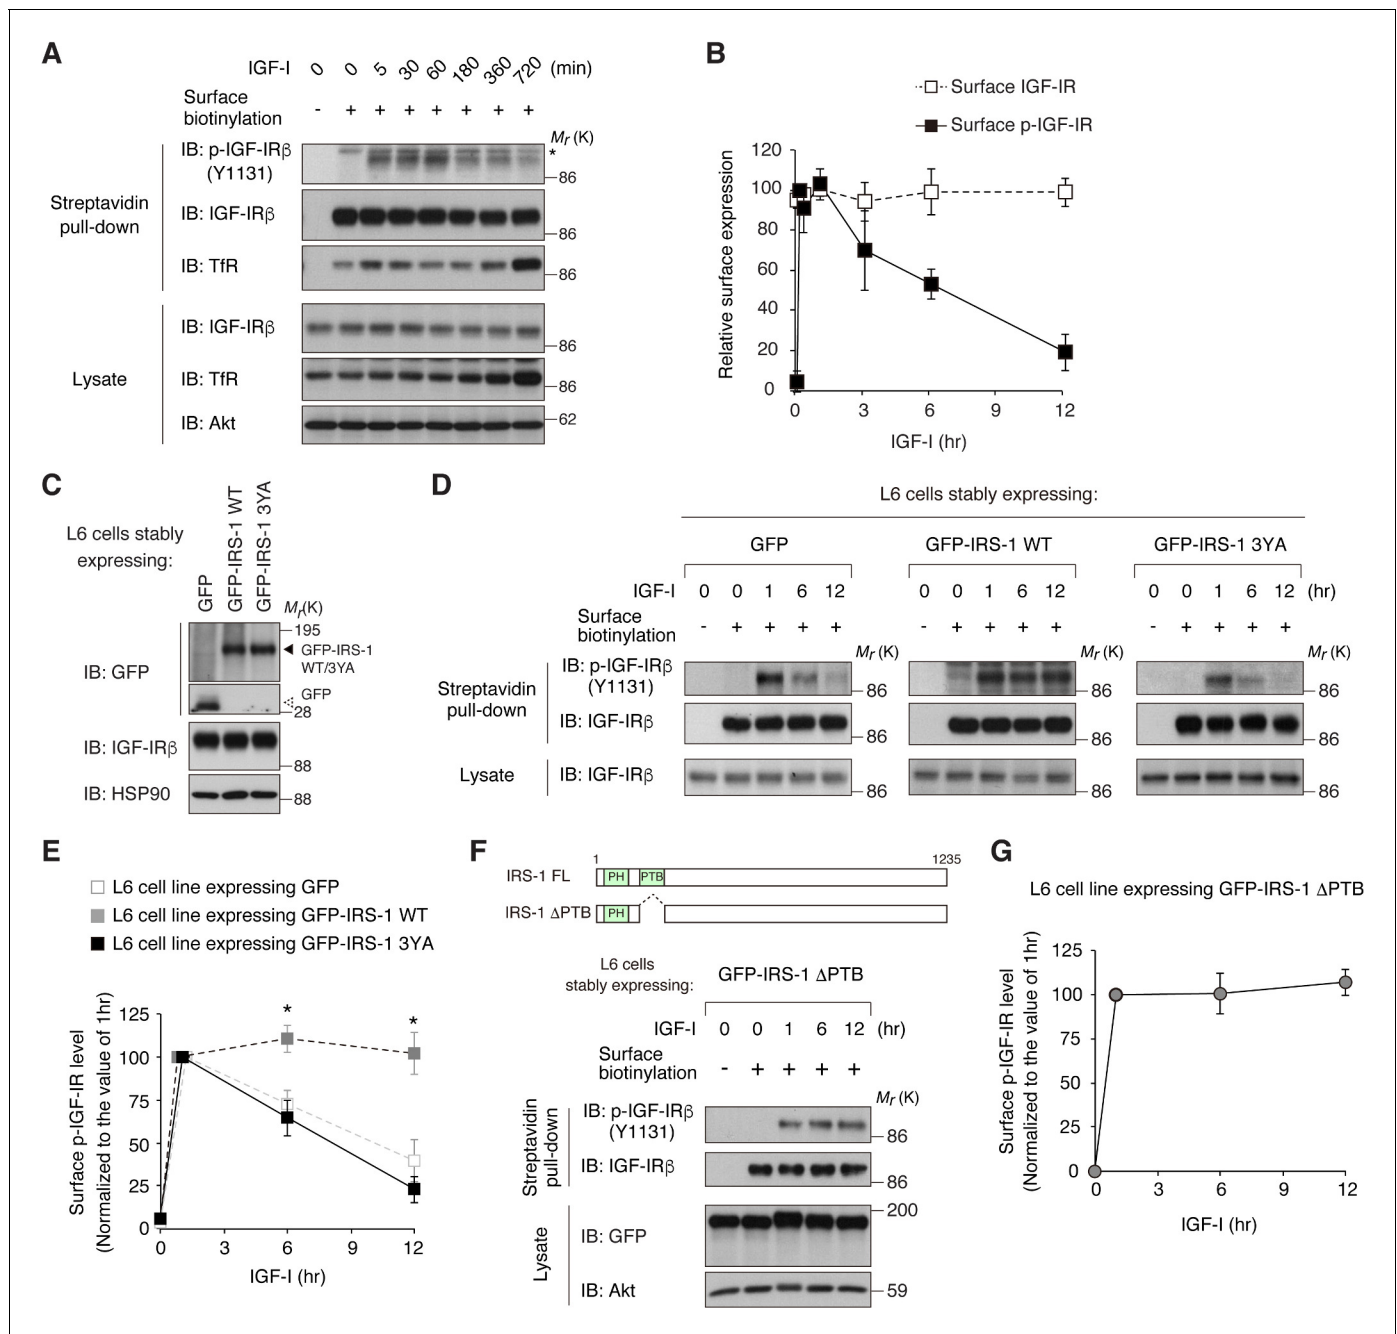 A
IGF-I 0 0 5 30 60 180 360 720 (min)
Surface
biotinylation - + + + + + + +
Mr (K)
Streptavidin
pull-down
IB: p-IGF-IRβ
(Y1131)
*
86
IB: IGF-IRβ
86
IB: TfR
86
Lysate
IB: IGF-IRβ
86
IB: TfR
86
IB: Akt
62
B
Surface IGF-IR
Surface p-IGF-IR
Relative surface expression
120
100
80
60
40
20
0
0 3 6 9 12
IGF-I (hr)
C
L6 cells stably
expressing:
GFP
GFP-IRS-1 WT
GFP-IRS-1 3YA
Mr(K)
195
IB: GFP
GFP-IRS-1
WT/3YA
GFP
28
IB: IGF-IRβ
88
IB: HSP90
88
D
L6 cells stably expressing:
GFP GFP-IRS-1 WT GFP-IRS-1 3YA
IGF-I 0 0 1 6 12 0 0 1 6 12 0 0 1 6 12 (hr)
Surface
biotinylation - + + + + - + + + + - + + + +
Mr (K) Mr (K) Mr (K)
Streptavidin
pull-down
IB: p-IGF-IRβ
(Y1131)
86 86 86
IB: IGF-IRβ
86 86 86
Lysate
IB: IGF-IRβ
86 86 86
E
L6 cell line expressing GFP
L6 cell line expressing GFP-IRS-1 WT
L6 cell line expressing GFP-IRS-1 3YA
Surface p-IGF-IR level
(Normalized to the value of 1hr)
125
100
75
50
25
0
* *
0 3 6 9 12
IGF-I (hr)
F
1 1235
IRS-1 FL PH PTB
IRS-1 ΔPTB PH
L6 cells
stably expressing:
GFP-IRS-1 ΔPTB
IGF-I 0 0 1 6 12 (hr)
Surface
biotinylation - + + + +
Mr (K)
Streptavidin
pull-down
IB: p-IGF-IRβ
(Y1131)
86
IB: IGF-IRβ
86
Lysate
200
IB: GFP
IB: Akt
59
G
L6 cell line expressing GFP-IRS-1 ΔPTB
Surface p-IGF-IR level
(Normalized to the value of 1hr)
125
100
75
50
25
0
0 3 6 9 12
IGF-I (hr)